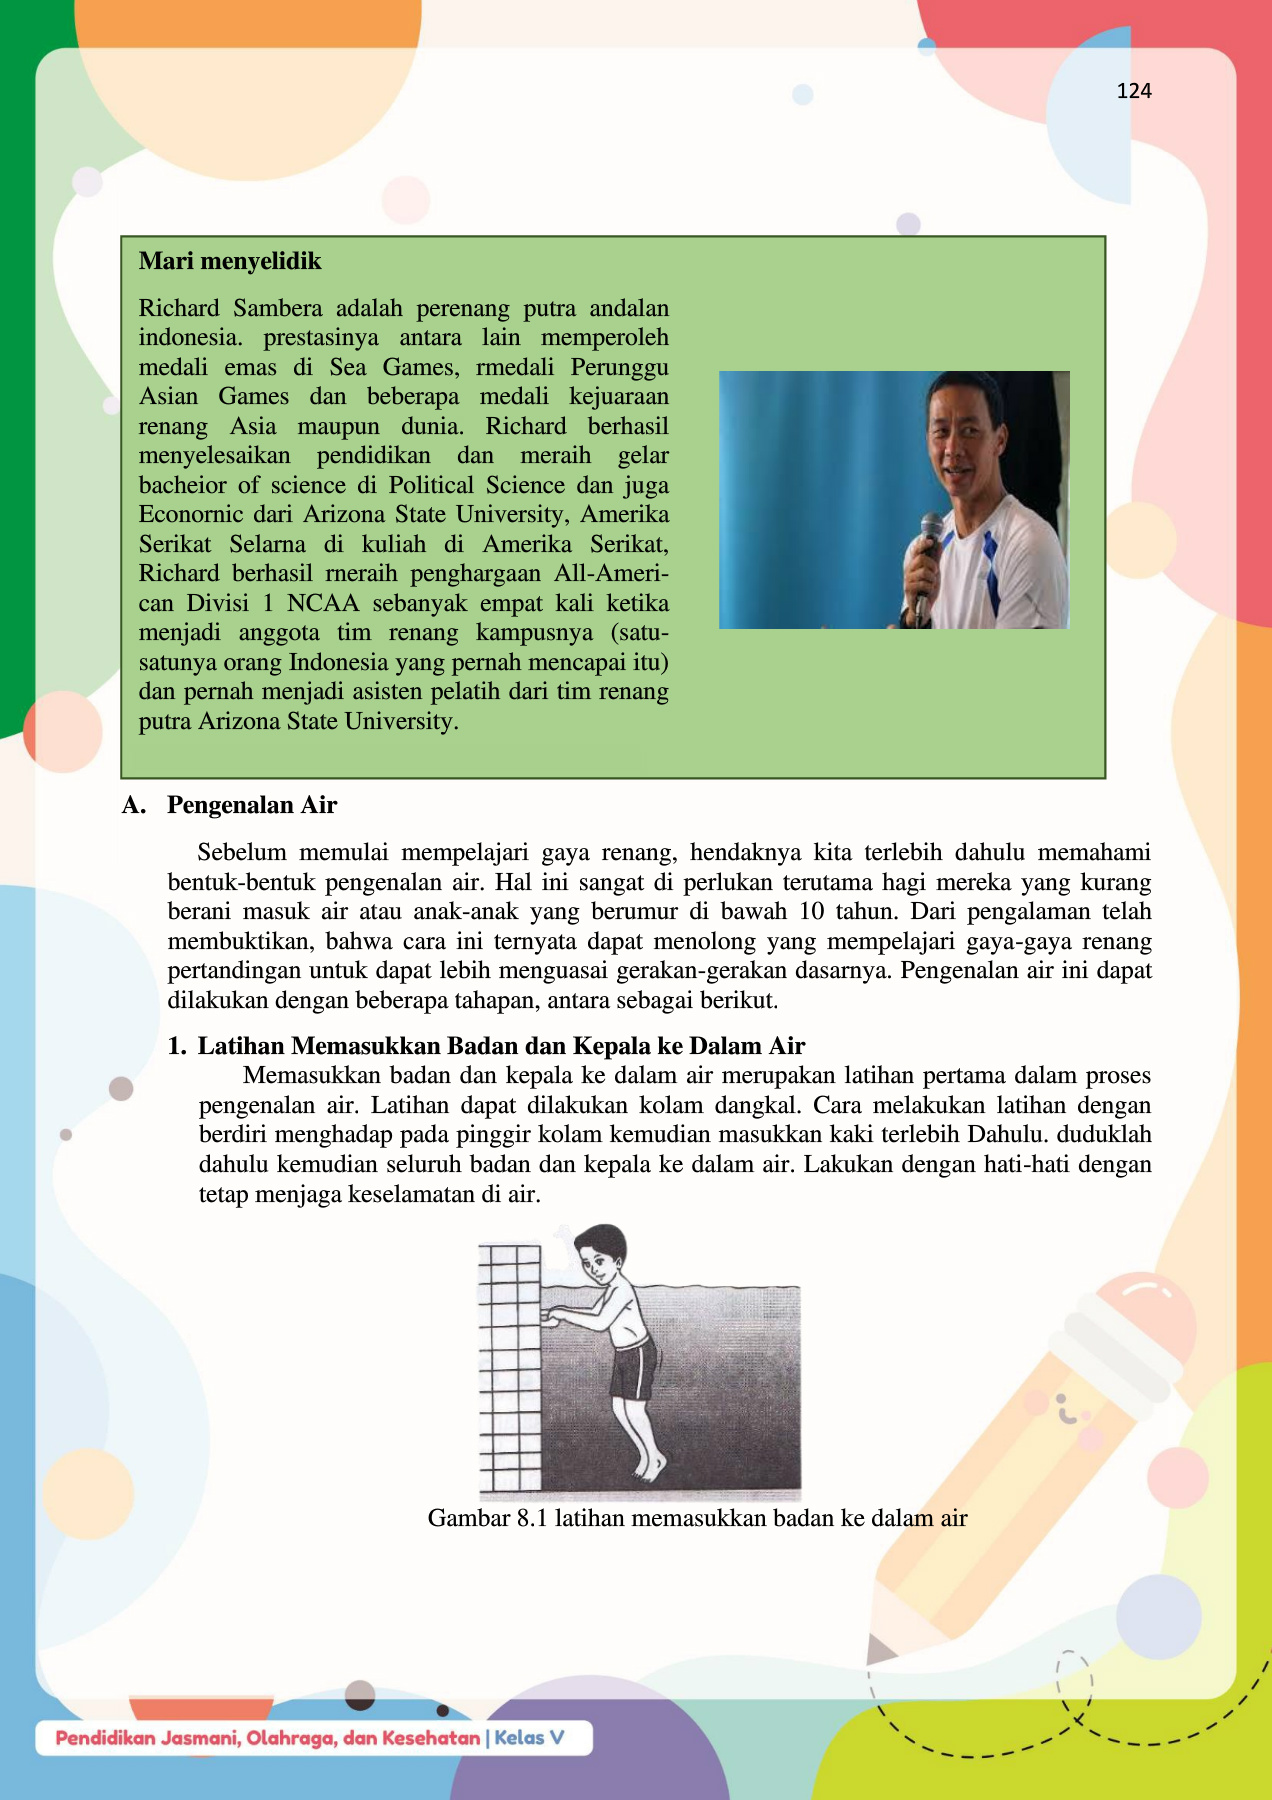 124
Mari menyelidik
Richard Sambera adalah perenang putra andalan
indonesia. prestasinya antara lain memperoleh
medali emas di Sea Games, rmedali Perunggu
Asian Games dan beberapa medali kejuaraan
renang Asia maupun dunia. Richard berhasil
menyelesaikan pendidikan dan meraih gelar
bacheior of science di Political Science dan juga
Econornic dari Arizona State University, Amerika
Serikat Selarna di kuliah di Amerika Serikat,
Richard berhasil rneraih penghargaan All-Ameri-
can Divisi 1 NCAA sebanyak empat kali ketika
menjadi anggota tim renang kampusnya (satu-
satunya orang Indonesia yang pernah mencapai itu)
dan pernah menjadi asisten pelatih dari tim renang
putra Arizona State University.
A. Pengenalan Air
Sebelum memulai mempelajari gaya renang, hendaknya kita terlebih dahulu memahami
bentuk-bentuk pengenalan air. Hal ini sangat di perlukan terutama hagi mereka yang kurang
berani masuk air atau anak-anak yang berumur di bawah 10 tahun. Dari pengalaman telah
membuktikan, bahwa cara ini ternyata dapat menolong yang mempelajari gaya-gaya renang
pertandingan untuk dapat lebih menguasai gerakan-gerakan dasarnya. Pengenalan air ini dapat
dilakukan dengan beberapa tahapan, antara sebagai berikut.
1. Latihan Memasukkan Badan dan Kepala ke Dalam Air
Memasukkan badan dan kepala ke dalam air merupakan latihan pertama dalam proses
pengenalan air. Latihan dapat dilakukan kolam dangkal. Cara melakukan latihan dengan
berdiri menghadap pada pinggir kolam kemudian masukkan kaki terlebih Dahulu. duduklah
dahulu kemudian seluruh badan dan kepala ke dalam air. Lakukan dengan hati-hati dengan
tetap menjaga keselamatan di air.
Gambar 8.1 latihan memasukkan badan ke dalam air
Pendidikan Jasmani, Olahraga, dan Kesehatan | Kelas V